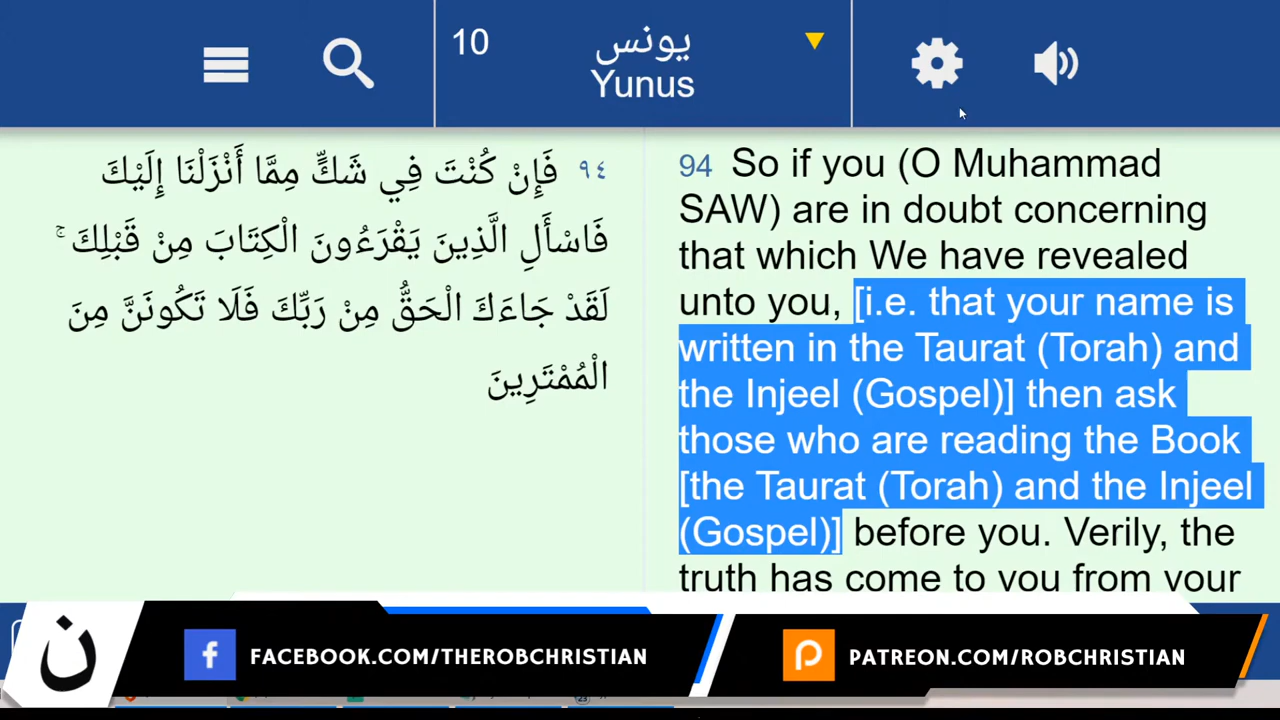 10
يونس
Yunus
٩٤ فَإِنْ كُنْتَ فِي شَكٍّ مِمَّا أَنْزَلْنَا إِلَيْكَ
فَاسْأَلِ الَّذِينَ يَقْرَءُونَ الْكِتَابَ مِنْ قَبْلِكَ ۚ
لَقَدْ جَاءَكَ الْحَقُّ مِنْ رَبِّكَ فَلَا تَكُونَنَّ مِنَ
الْمُمْتَرِينَ
94 So if you (O Muhammad
SAW) are in doubt concerning
that which We have revealed
unto you, [i.e. that your name is
written in the Taurat (Torah) and
the Injeel (Gospel)] then ask
those who are reading the Book
[the Taurat (Torah) and the Injeel
(Gospel)] before you. Verily, the
truth has come to you from your
ن
FACEBOOK.COM/THEROBCHRISTIAN
PATREON.COM/ROBCHRISTIAN